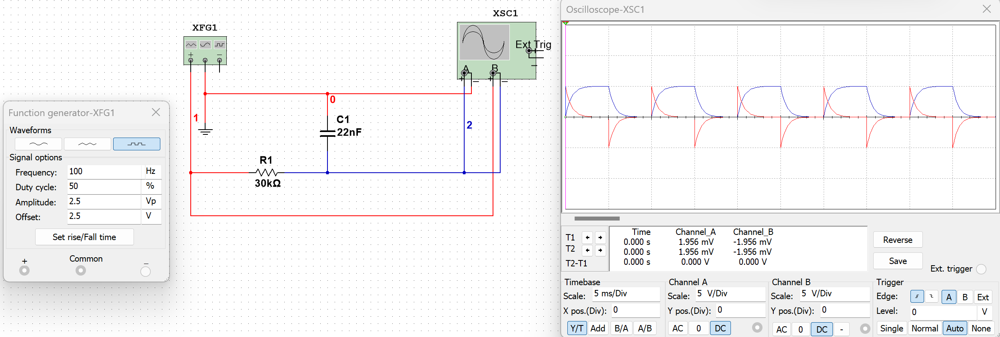 XFG1
+
−
1
0
C1
22nF
R1
30kΩ
2
XSC1
Ext Trig
+
−
A
B
+
−
+
−
Function generator-XFG1
Waveforms
Signal options
Frequency: 100 Hz
Duty cycle: 50 %
Amplitude: 2.5 Vp
Offset: 2.5 V
Set rise/Fall time
+ Common −
Oscilloscope-XSC1
Time Channel_A Channel_B
T1 0.000 s 1.956 mV -1.956 mV
T2 0.000 s 1.956 mV -1.956 mV
T2-T1 0.000 s 0.000 V 0.000 V
Reverse
Save
Ext. trigger
Timebase
Scale: 5 ms/Div
X pos.(Div): 0
Y/T Add B/A A/B
Channel A
Scale: 5 V/Div
Y pos.(Div): 0
AC 0 DC
Channel B
Scale: 5 V/Div
Y pos.(Div): 0
AC 0 DC -
Trigger
Edge: A B Ext
Level: 0 V
Single Normal Auto None